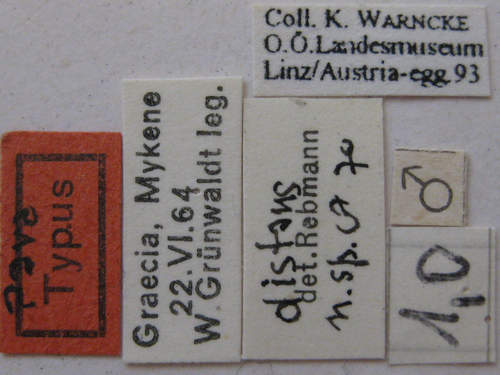 Coll. K. WARNCKE
O.Ö.Landesmuseum
Linz/Austria-egg.93
Typus
Graecia, Mykene
22.VI.64
W.Grünwaldt leg.
distans
det.Rebmann
n.sp. ♂ 70
♂
1,0